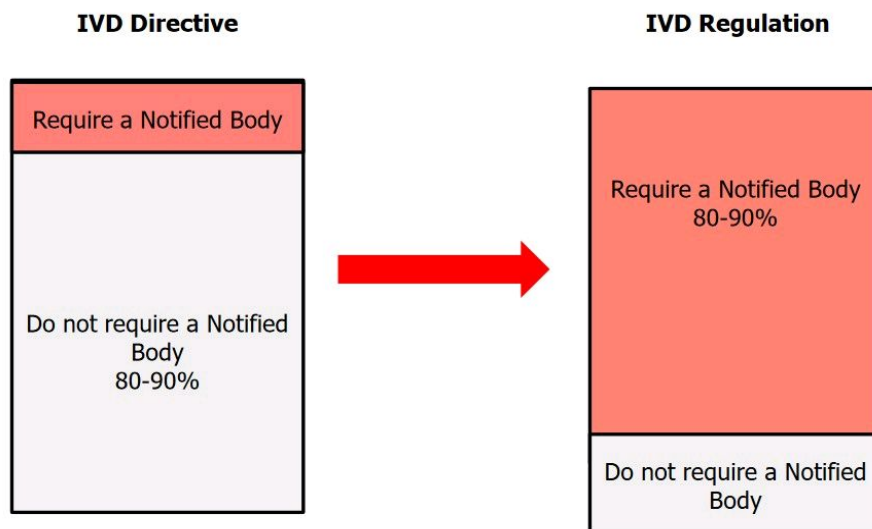 IVD Directive
Require a Notified Body
Do not require a Notified
Body
80-90%
IVD Regulation
Require a Notified Body
80-90%
Do not require a Notified
Body